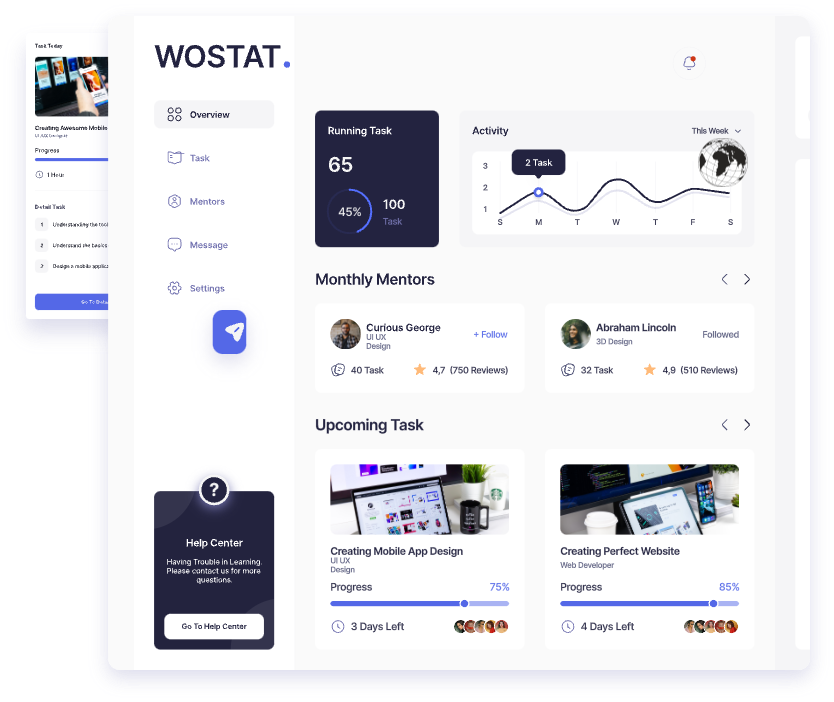 Task Today
Creating Awesome Mobile
UI UX Designer
Progress
1 Hour
Detail Task
1 Understanding the tool
2 Understand the basics
3 Design a mobile applica
Go To Detail
WOSTAT.
Overview
Task
Mentors
Message
Settings
?
Help Center
Having Trouble in Learning.
Please contact us for more
questions.
Go To Help Center
Running Task
65
45%
100
Task
Activity
This Week
2 Task
3
2
1
S M T W T F S
Monthly Mentors
Curious George
UI UX
Design
+ Follow
40 Task
4,7 (750 Reviews)
Abraham Lincoln
3D Design
Followed
32 Task
4,9 (510 Reviews)
Upcoming Task
Creating Mobile App Design
UI UX
Design
Progress 75%
3 Days Left
Creating Perfect Website
Web Developer
Progress 85%
4 Days Left